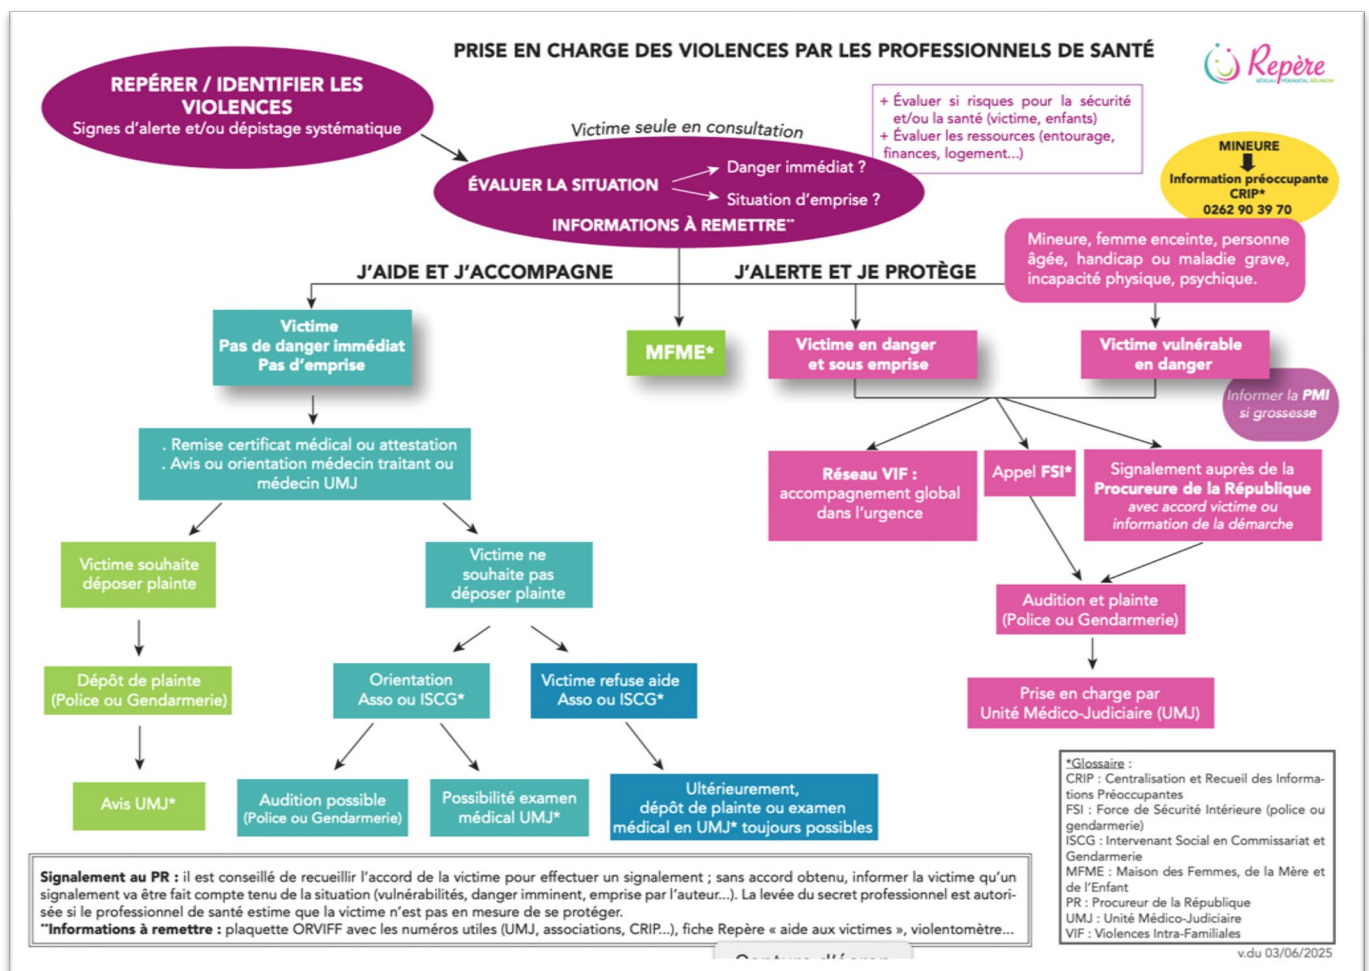 PRISE EN CHARGE DES VIOLENCES PAR LES PROFESSIONNELS DE SANTÉ
Repère
RÉSEAU PÉRINATAL RÉUNION
REPÉRER / IDENTIFIER LES
VIOLENCES
Signes d'alerte et/ou dépistage systématique
Victime seule en consultation
ÉVALUER LA SITUATION
Danger immédiat ?
Situation d'emprise ?
INFORMATIONS À REMETTRE**
+ Évaluer si risques pour la sécurité
et/ou la santé (victime, enfants)
+ Évaluer les ressources (entourage,
finances, logement...)
MINEURE
Information préoccupante
CRIP*
0262 90 39 70
Mineure, femme enceinte, personne
âgée, handicap ou maladie grave,
incapacité physique, psychique.
J'AIDE ET J'ACCOMPAGNE
J'ALERTE ET JE PROTÈGE
Victime
Pas de danger immédiat
Pas d'emprise
MFME*
Victime en danger
et sous emprise
Victime vulnérable
en danger
Informer la PMI
si grossesse
. Remise certificat médical ou attestation
. Avis ou orientation médecin traitant ou
médecin UMJ
Réseau VIF :
accompagnement global
dans l'urgence
Appel FSI*
Signalement auprès de la
Procureure de la République
avec accord victime ou
information de la démarche
Victime souhaite
déposer plainte
Victime ne
souhaite pas
déposer plainte
Audition et plainte
(Police ou Gendarmerie)
Dépôt de plainte
(Police ou Gendarmerie)
Orientation
Asso ou ISCG*
Victime refuse aide
Asso ou ISCG*
Prise en charge par
Unité Médico-Judiciaire (UMJ)
Avis UMJ*
Audition possible
(Police ou Gendarmerie)
Possibilité examen
médical UMJ*
Ultérieurement,
dépôt de plainte ou examen
médical en UMJ* toujours possibles
*Glossaire :
CRIP : Centralisation et Recueil des Informa-
tions Préoccupantes
FSI : Force de Sécurité Intérieure (police ou
gendarmerie)
ISCG : Intervenant Social en Commissariat et
Gendarmerie
MFME : Maison des Femmes, de la Mère et
de l'Enfant
PR : Procureur de la République
UMJ : Unité Médico-Judiciaire
VIF : Violences Intra-Familiales
Signalement au PR : il est conseillé de recueillir l'accord de la victime pour effectuer un signalement ; sans accord obtenu, informer la victime qu'un
signalement va être fait compte tenu de la situation (vulnérabilités, danger imminent, emprise par l'auteur...). La levée du secret professionnel est autori-
sée si le professionnel de santé estime que la victime n'est pas en mesure de se protéger.
**Informations à remettre : plaquette ORVIFF avec les numéros utiles (UMJ, associations, CRIP...), fiche Repère « aide aux victimes », violentomètre...
v.du 03/06/2025